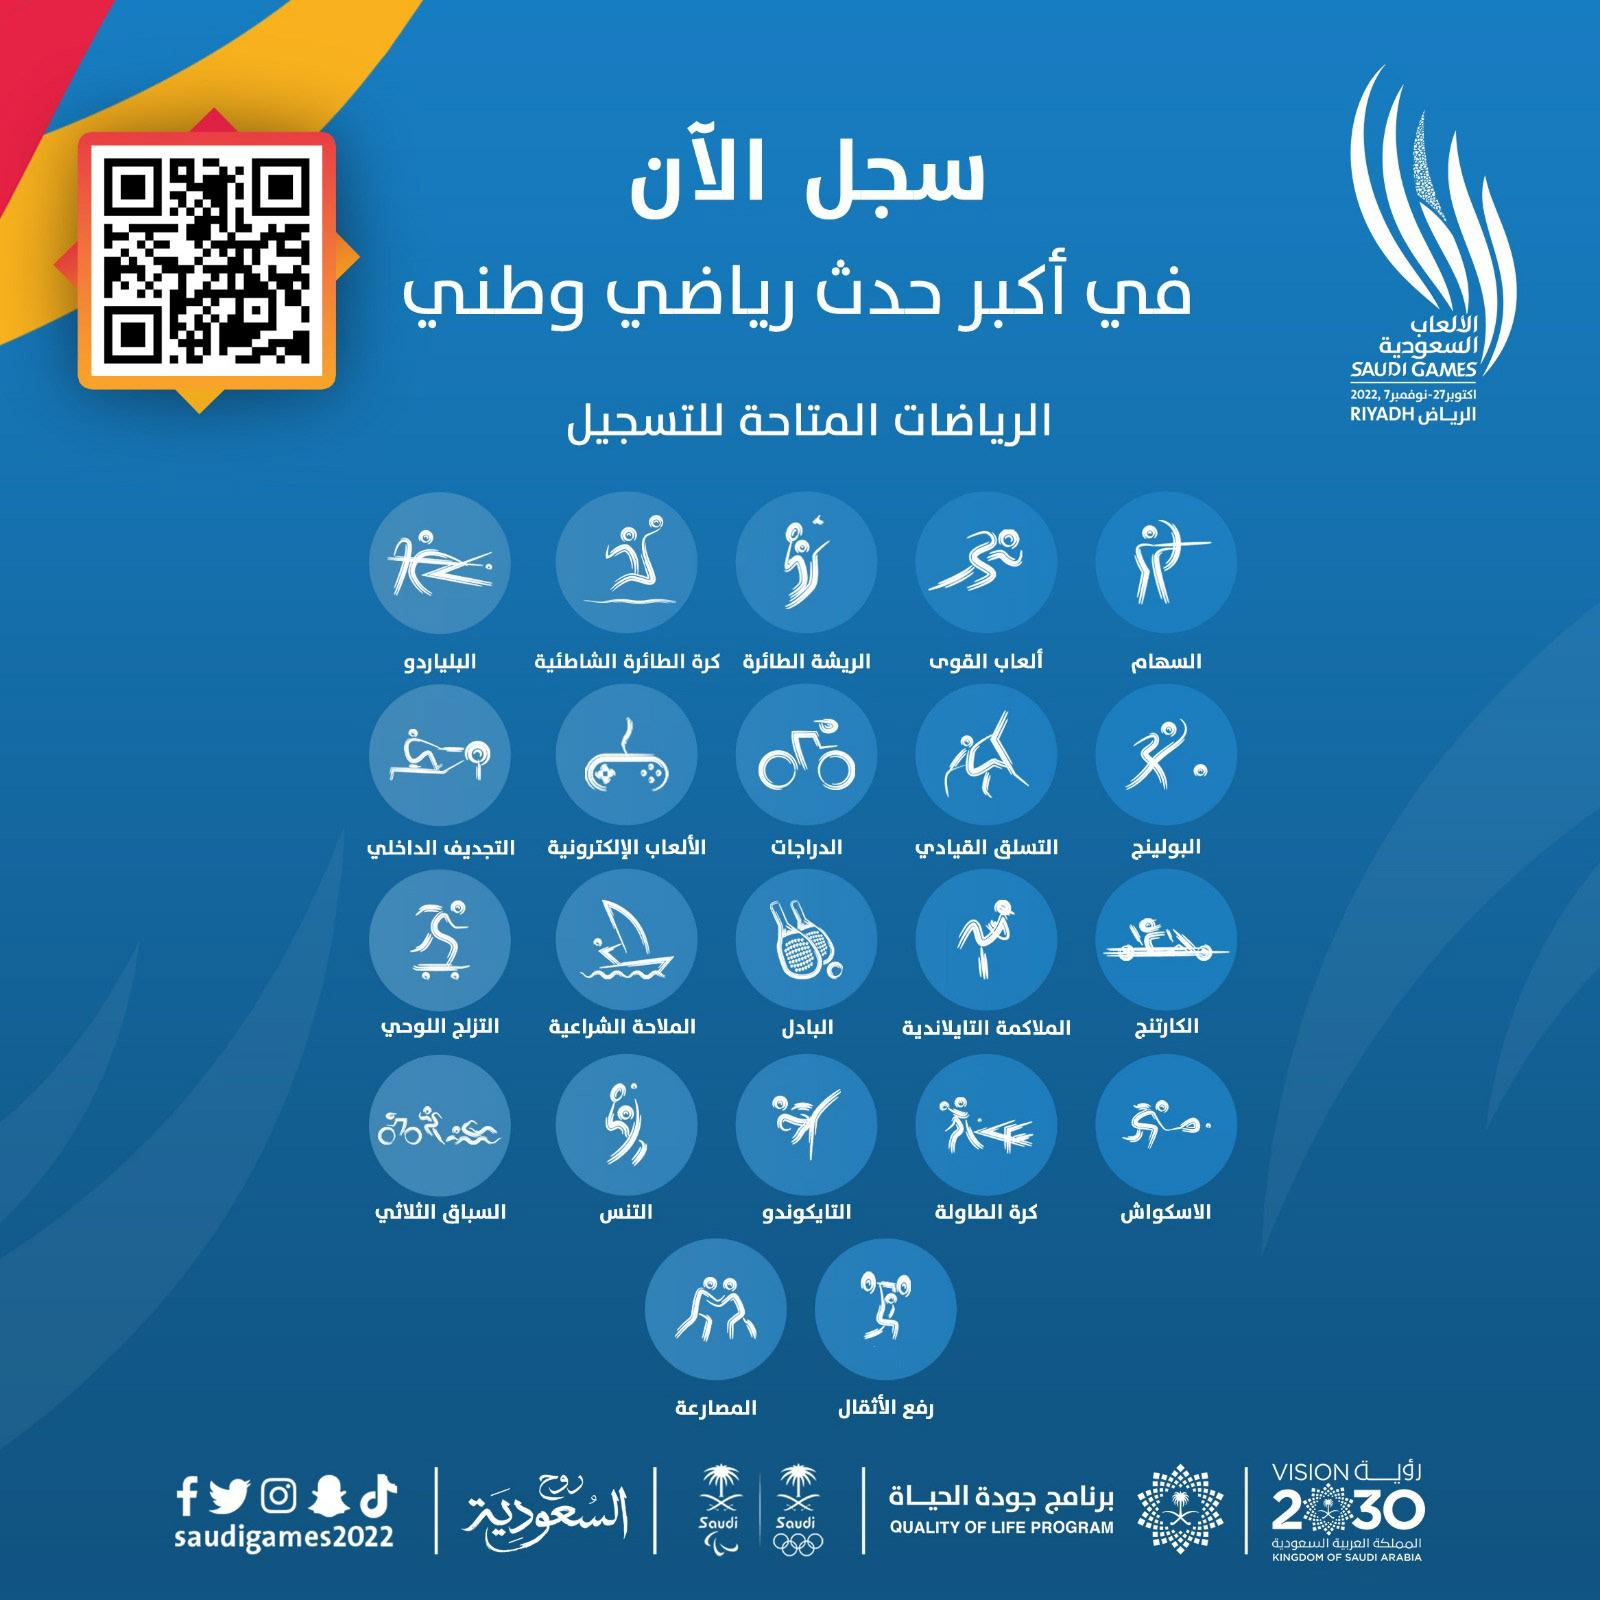 سجل الآن
في أكبر حدث رياضي وطني
الألعاب
السعودية
SAUDI GAMES
اكتوبر27-نوفمبر7 ,2022
الرياض RIYADH
الرياضات المتاحة للتسجيل
السهام
ألعاب القوى
الريشة الطائرة
كرة الطائرة الشاطئية
البلياردو
البولينج
التسلق القيادي
الدراجات
الألعاب الإلكترونية
التجديف الداخلي
الكارتنج
الملاكمة التايلاندية
البادل
الملاحة الشراعية
التزلج اللوحي
الاسكواش
كرة الطاولة
التايكوندو
التنس
السباق الثلاثي
رفع الأثقال
المصارعة
رؤيـة VISION
2030
المملكة العربية السعودية
KINGDOM OF SAUDI ARABIA
برنامج جودة الحيـاة
QUALITY OF LIFE PROGRAM
Saudi
Saudi
روح
السعودية
saudigames2022